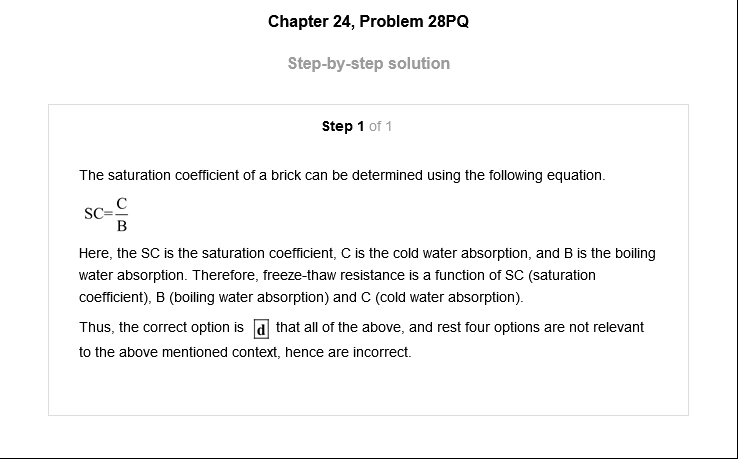 Chapter 24, Problem 28PQ
Step-by-step solution
Step 1 of 1
The saturation coefficient of a brick can be determined using the following equation.
SC=C/B
Here, the SC is the saturation coefficient, C is the cold water absorption, and B is the boiling
water absorption. Therefore, freeze-thaw resistance is a function of SC (saturation
coefficient), B (boiling water absorption) and C (cold water absorption).
Thus, the correct option is d that all of the above, and rest four options are not relevant
to the above mentioned context, hence are incorrect.